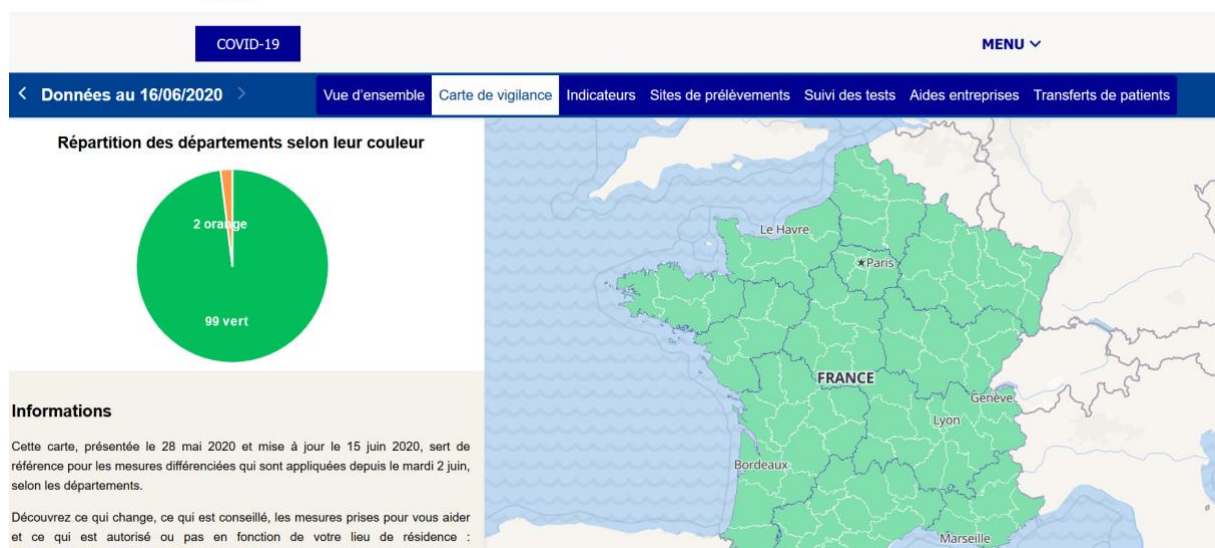 COVID-19
MENU
Données au 16/06/2020
Vue d'ensemble
Carte de vigilance
Indicateurs
Sites de prélèvements
Suivi des tests
Aides entreprises
Transferts de patients
Répartition des départements selon leur couleur
2 orange
99 vert
Informations
Cette carte, présentée le 28 mai 2020 et mise à jour le 15 juin 2020, sert de
référence pour les mesures différenciées qui sont appliquées depuis le mardi 2 juin,
selon les départements.
Découvrez ce qui change, ce qui est conseillé, les mesures prises pour vous aider
et ce qui est autorisé ou pas en fonction de votre lieu de résidence :
Le Havre
Paris
FRANCE
Genève
Lyon
Bordeaux
Marseille